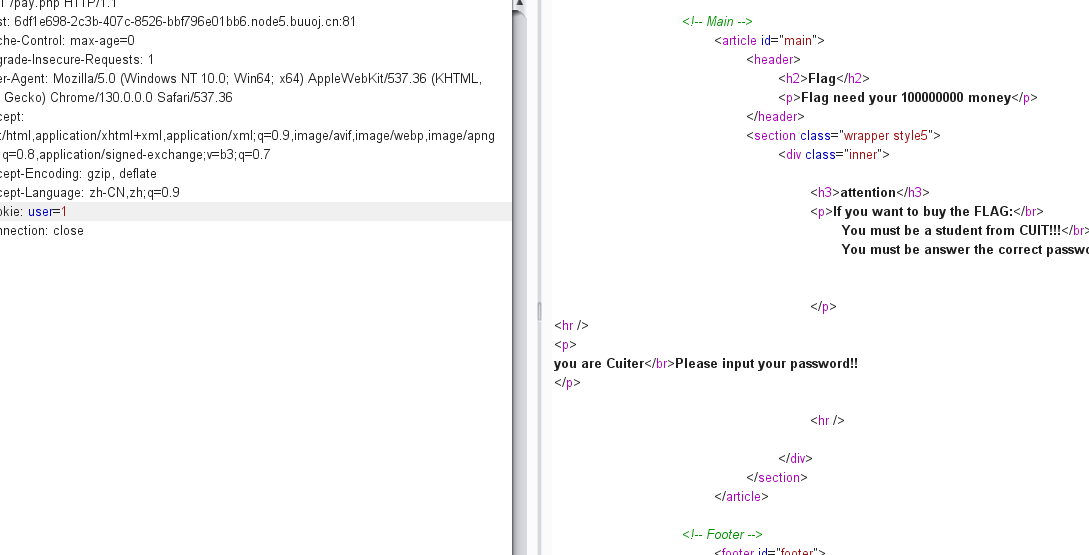 /pay.php HTTP/1.1
st: 6df1e698-2c3b-407c-8526-bbf796e01bb6.node5.buuoj.cn:81
che-Control: max-age=0
grade-Insecure-Requests: 1
er-Agent: Mozilla/5.0 (Windows NT 10.0; Win64; x64) AppleWebKit/537.36 (KHTML,
Gecko) Chrome/130.0.0.0 Safari/537.36
cept:
t/html,application/xhtml+xml,application/xml;q=0.9,image/avif,image/webp,image/apng
q=0.8,application/signed-exchange;v=b3;q=0.7
cept-Encoding: gzip, deflate
cept-Language: zh-CN,zh;q=0.9
okie: user=1
nnection: close
<!-- Main -->
<article id="main">
<header>
<h2>Flag</h2>
<p>Flag need your 100000000 money</p>
</header>
<section class="wrapper style5">
<div class="inner">
<h3>attention</h3>
<p>If you want to buy the FLAG:</br>
You must be a student from CUIT!!!</br>
You must be answer the correct passwo
</p>
<hr />
<p>
you are Cuiter</br>Please input your password!!
</p>
<hr />
</div>
</section>
</article>
<!-- Footer -->
<footer id="footer">